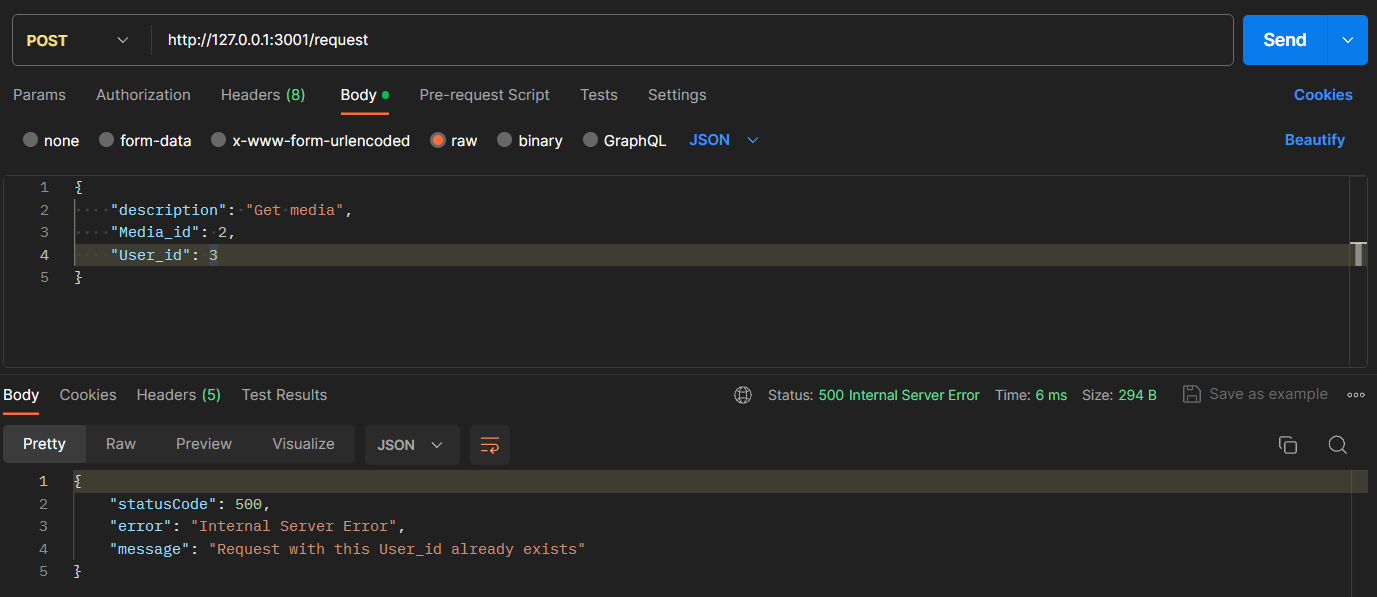 POST http://127.0.0.1:3001/request Send
Params Authorization Headers (8) Body Pre-request Script Tests Settings Cookies
none form-data x-www-form-urlencoded raw binary GraphQL JSON Beautify
1 {
2 ····"description":·"Get·media",
3 ····"Media_id":·2,
4 ····"User_id":·3
5 }
Body Cookies Headers (5) Test Results Status: 500 Internal Server Error Time: 6 ms Size: 294 B Save as example
Pretty Raw Preview Visualize JSON
1 {
2 "statusCode": 500,
3 "error": "Internal Server Error",
4 "message": "Request with this User_id already exists"
5 }